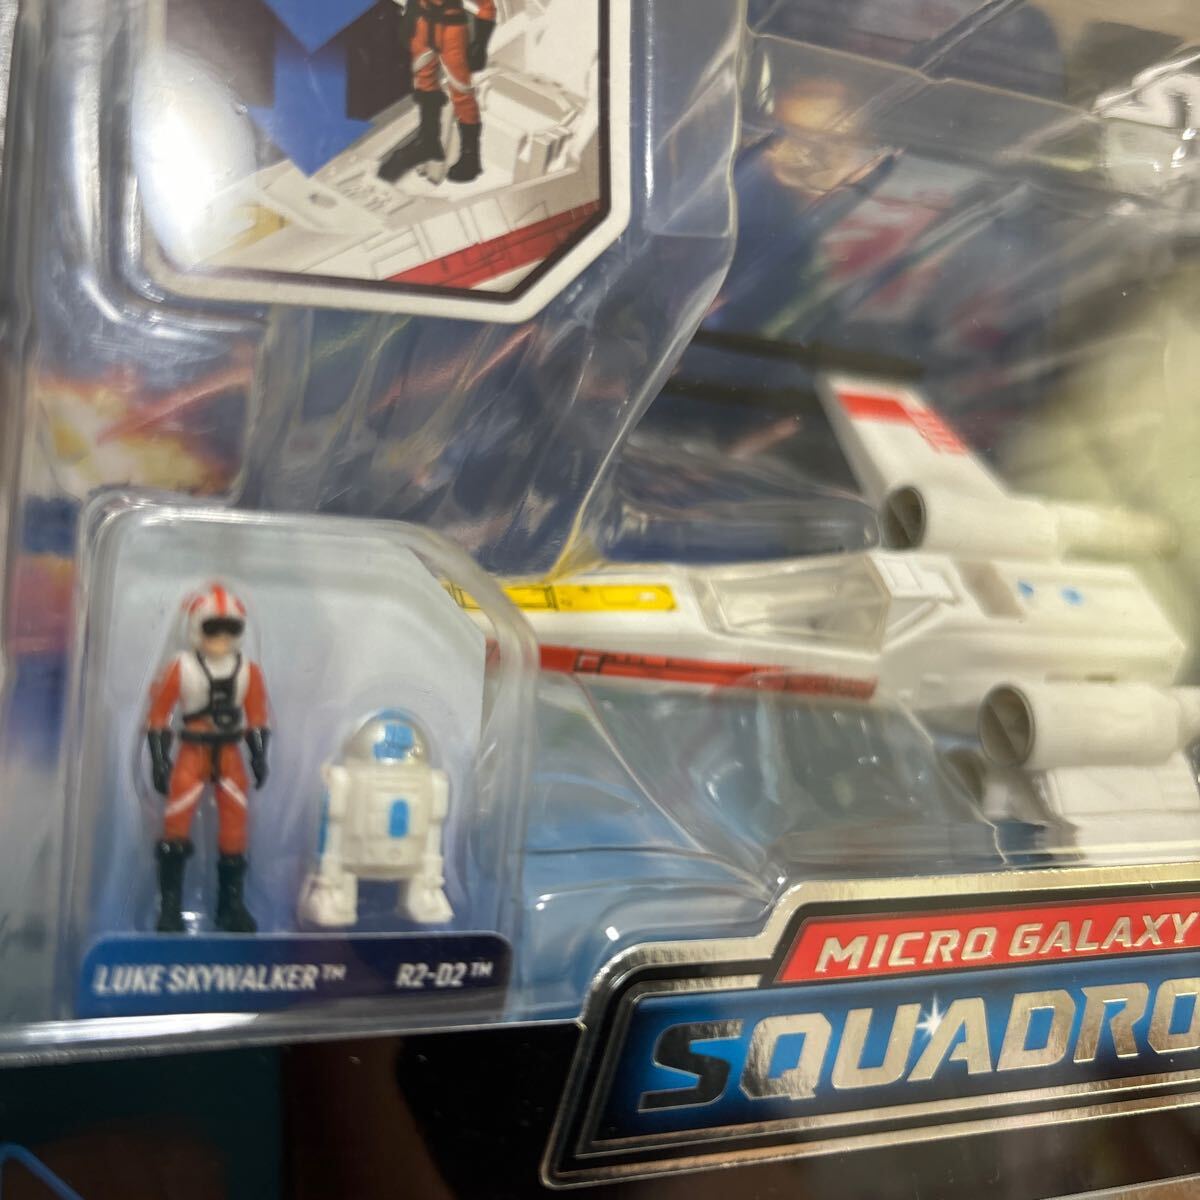 LUKE SKYWALKER™ R2-D2™
MICRO GALAXY
SQUADRO